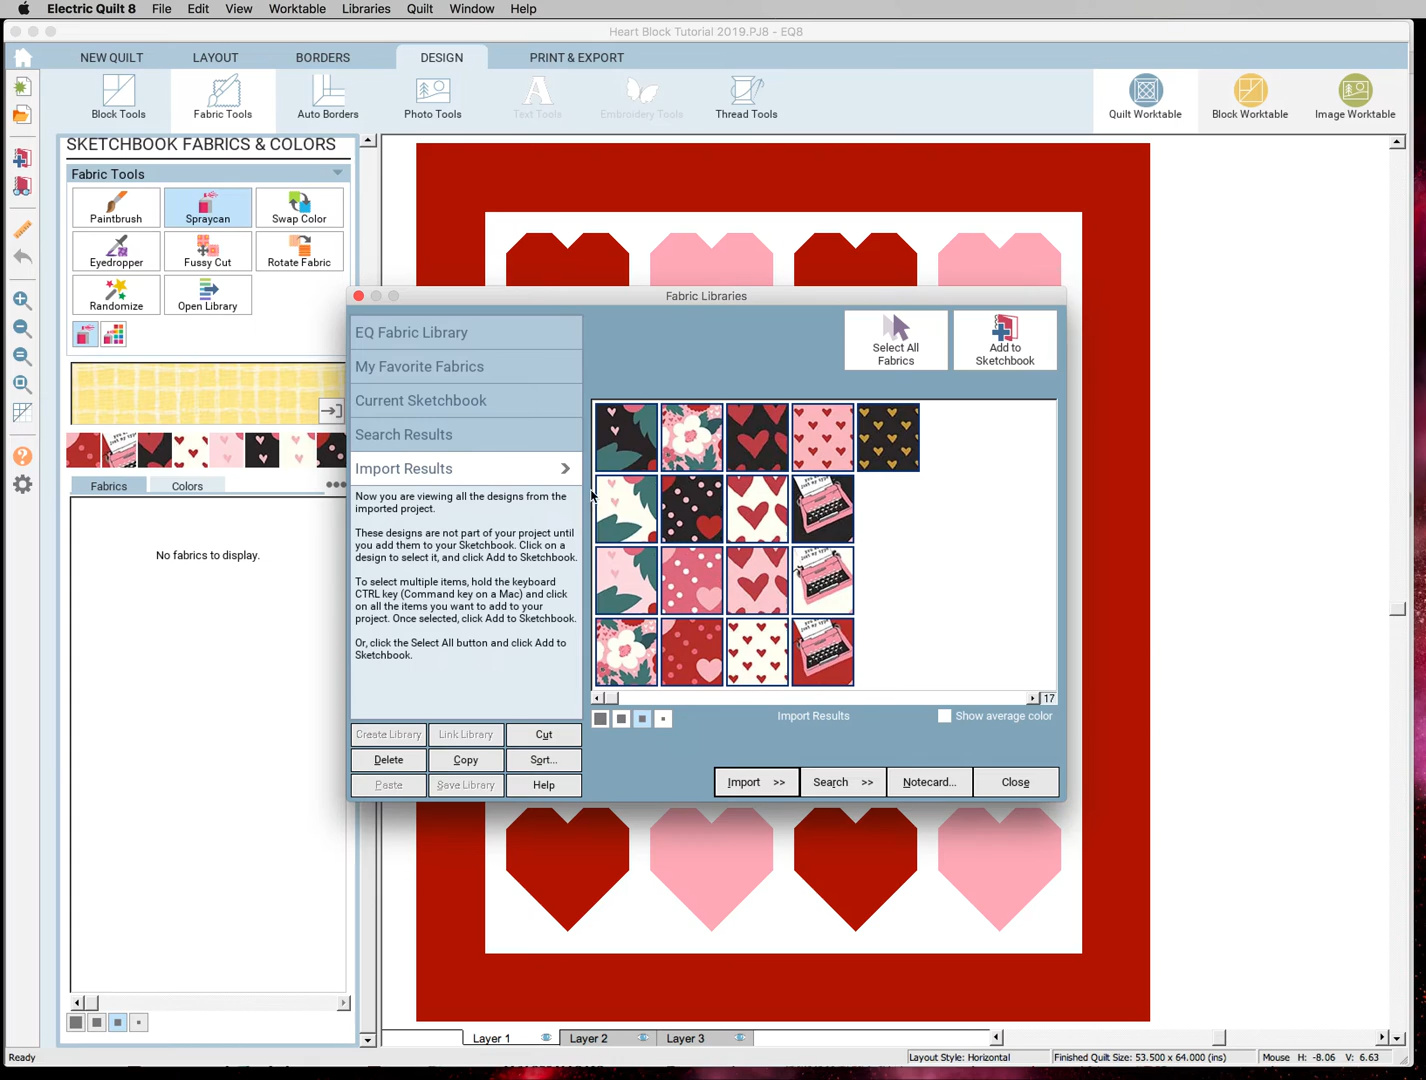 Electric Quilt 8 File Edit View Worktable Libraries Quilt Window Help
Heart Block Tutorial 2019.PJ8 - EQ8
NEW QUILT LAYOUT BORDERS DESIGN PRINT & EXPORT
Block Tools Fabric Tools Auto Borders Photo Tools Text Tools Embroidery Tools Thread Tools Quilt Worktable Block Worktable Image Worktable
SKETCHBOOK FABRICS & COLORS
Fabric Tools
Paintbrush Spraycan Swap Color
Eyedropper Fussy Cut Rotate Fabric
Randomize Open Library
Fabrics Colors
No fabrics to display.
Fabric Libraries
EQ Fabric Library
My Favorite Fabrics
Current Sketchbook
Search Results
Import Results
Now you are viewing all the designs from the
imported project.
These designs are not part of your project until
you add them to your Sketchbook. Click on a
design to select it, and click Add to Sketchbook.
To select multiple items, hold the keyboard
CTRL key (Command key on a Mac) and click
on all the items you want to add to your
project. Once selected, click Add to Sketchbook.
Or, click the Select All button and click Add to
Sketchbook.
Create Library Link Library Cut
Delete Copy Sort...
Paste Save Library Help
Select All
Fabrics
Add to
Sketchbook
17
Import Results Show average color
Import >> Search >> Notecard... Close
Layer 1 Layer 2 Layer 3
Ready Layout Style: Horizontal Finished Quilt Size: 53.500 x 64.000 (ins) Mouse H: -8.06 V: 6.63